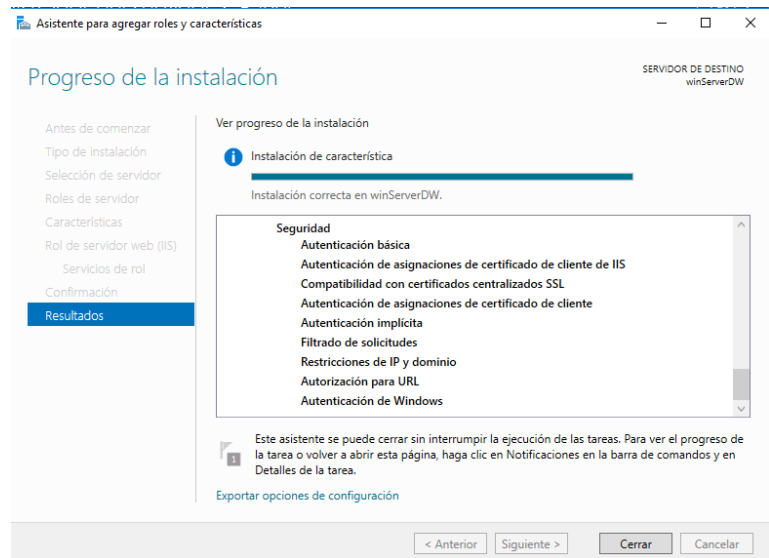 Asistente para agregar roles y características
Progreso de la instalación
SERVIDOR DE DESTINO
winServerDW
Antes de comenzar
Tipo de instalación
Selección de servidor
Roles de servidor
Características
Rol de servidor web (IIS)
Servicios de rol
Confirmación
Resultados
Ver progreso de la instalación
Instalación de característica
Instalación correcta en winServerDW.
Seguridad
Autenticación básica
Autenticación de asignaciones de certificado de cliente de IIS
Compatibilidad con certificados centralizados SSL
Autenticación de asignaciones de certificado de cliente
Autenticación implícita
Filtrado de solicitudes
Restricciones de IP y dominio
Autorización para URL
Autenticación de Windows
1
Este asistente se puede cerrar sin interrumpir la ejecución de las tareas. Para ver el progreso de
la tarea o volver a abrir esta página, haga clic en Notificaciones en la barra de comandos y en
Detalles de la tarea.
Exportar opciones de configuración
< Anterior
Siguiente >
Cerrar
Cancelar